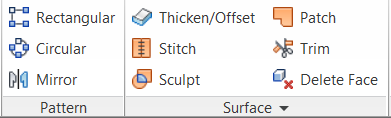 Rectangular Thicken/Offset Patch
Circular Stitch Trim
Mirror Sculpt Delete Face
Pattern Surface